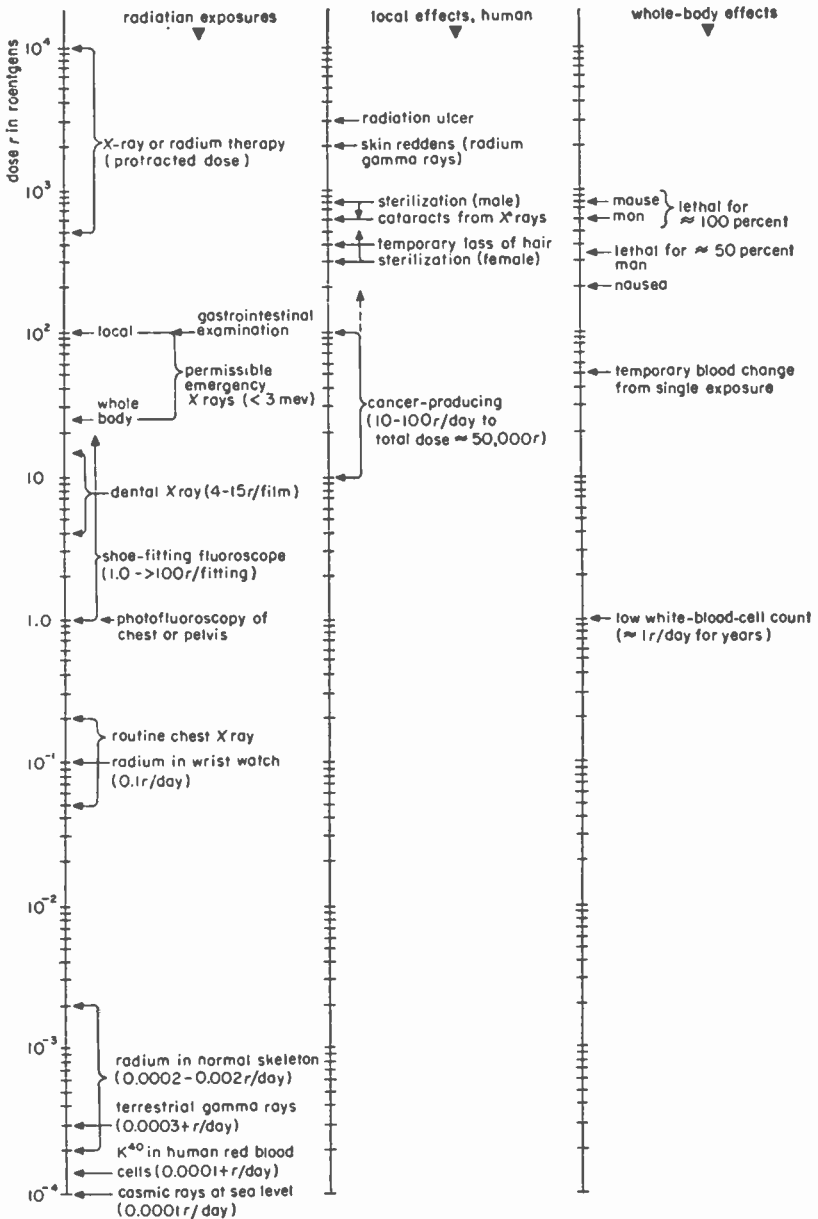 radiation exposures
dose r in roentgens
10⁴
X-ray or radium therapy
(protracted dose)
10³
gastrointestinal
examination
10²
local
permissible
emergency
X rays (< 3 mev)
whole
body
10
dental X ray (4-15r/film)
shoe-fitting fluoroscope
(1.0 ->100r/fitting)
1.0
photofluoroscopy of
chest or pelvis
routine chest X ray
10⁻¹
radium in wrist watch
(0.1r/day)
10⁻²
10⁻³
radium in normal skeleton
(0.0002-0.002r/day)
terrestrial gamma rays
(0.0003+r/day)
K⁴⁰ in human red blood
cells (0.0001+r/day)
10⁻⁴
cosmic rays at sea level
(0.0001r/day)
local effects, human
radiation ulcer
skin reddens (radium
gamma rays)
sterilization (male)
cataracts from X rays
temporary loss of hair
sterilization (female)
cancer-producing
(10-100r/day to
total dose ≈ 50,000r)
whole-body effects
mouse
man
lethal for
≈ 100 percent
lethal for ≈ 50 percent
man
nausea
temporary blood change
from single exposure
low white-blood-cell count
(≈ 1r/day for years)